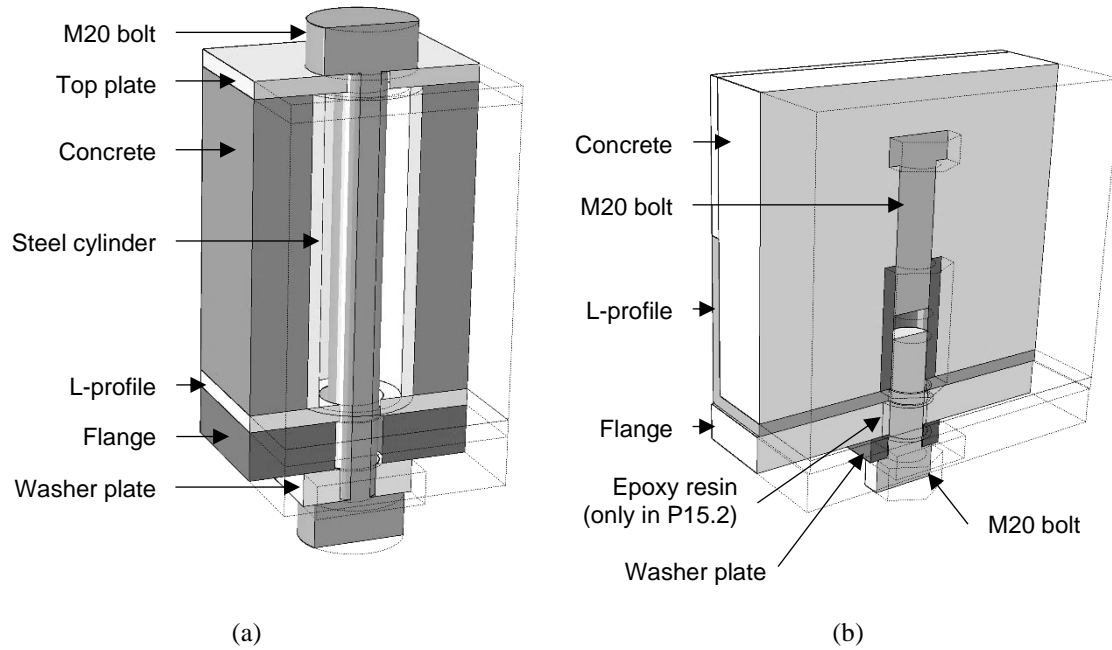 M20 bolt
Top plate
Concrete
Steel cylinder
L-profile
Flange
Washer plate
(a)
Concrete
M20 bolt
L-profile
Flange
Epoxy resin
(only in P15.2)
Washer plate
M20 bolt
(b)